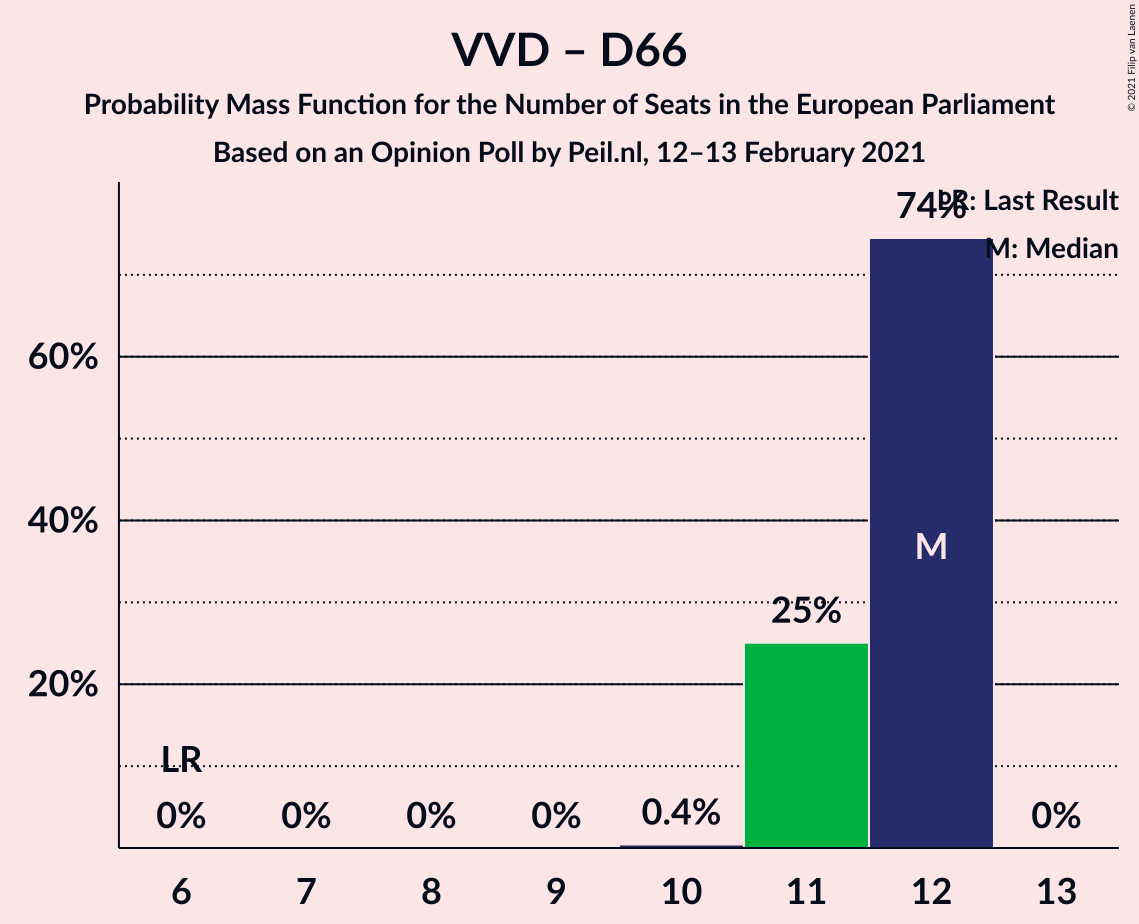 © 2021 Filip van Laenen
VVD – D66
Probability Mass Function for the Number of Seats in the European Parliament
Based on an Opinion Poll by Peil.nl, 12–13 February 2021
LR: Last Result
M: Median
74%
60%
40%
20%
M
25%
LR
0%
0%
0%
0%
0.4%
0%
6 7 8 9 10 11 12 13